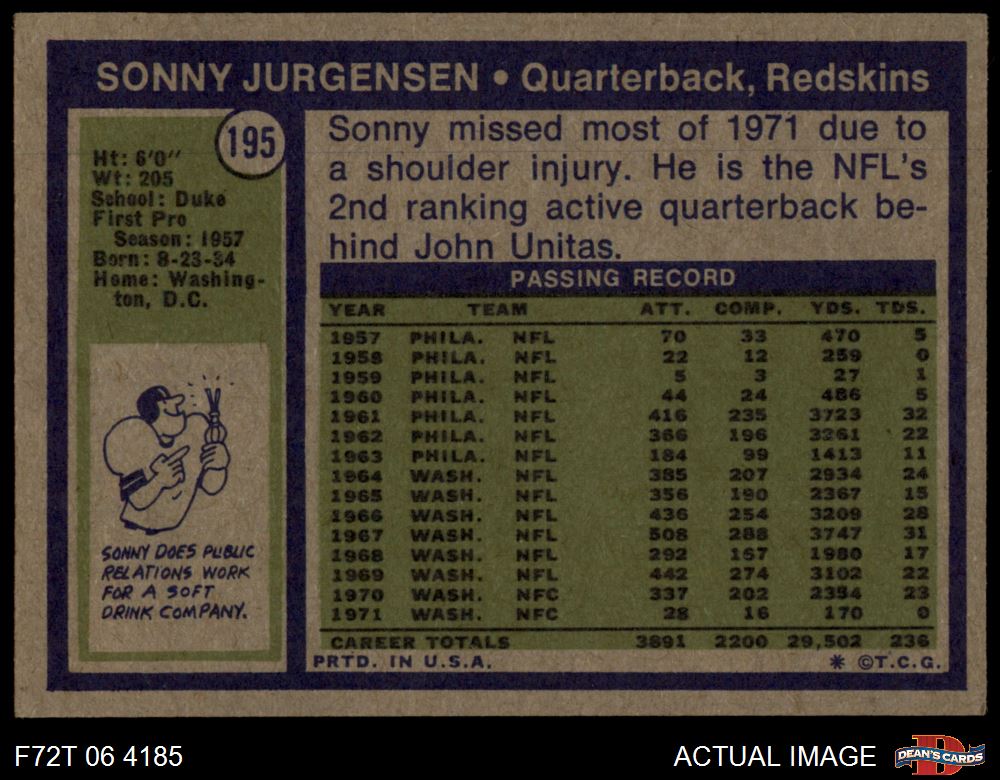 SONNY JURGENSEN • Quarterback, Redskins
195
Ht: 6'0"
Wt: 205
School: Duke
First Pro
Season: 1957
Born: 8-23-34
Home: Washing-
ton, D.C.
SONNY DOES PUBLIC
RELATIONS WORK
FOR A SOFT
DRINK COMPANY.
Sonny missed most of 1971 due to
a shoulder injury. He is the NFL's
2nd ranking active quarterback be-
hind John Unitas.
PASSING RECORD
YEAR TEAM ATT. COMP. YDS. TDS.
1957 PHILA. NFL 70 33 470 5
1958 PHILA. NFL 22 12 259 0
1959 PHILA. NFL 5 3 27 1
1960 PHILA. NFL 44 24 486 5
1961 PHILA. NFL 416 235 3723 32
1962 PHILA. NFL 366 196 3261 22
1963 PHILA. NFL 184 99 1413 11
1964 WASH. NFL 385 207 2934 24
1965 WASH. NFL 356 190 2367 15
1966 WASH. NFL 436 254 3209 28
1967 WASH. NFL 508 288 3747 31
1968 WASH. NFL 292 167 1980 17
1969 WASH. NFL 442 274 3102 22
1970 WASH. NFC 337 202 2354 23
1971 WASH. NFC 28 16 170 0
CAREER TOTALS 3891 2200 29,502 236
PRTD. IN U.S.A. * ©T.C.G.
F72T 06 4185
ACTUAL IMAGE
DEAN'S CARDS